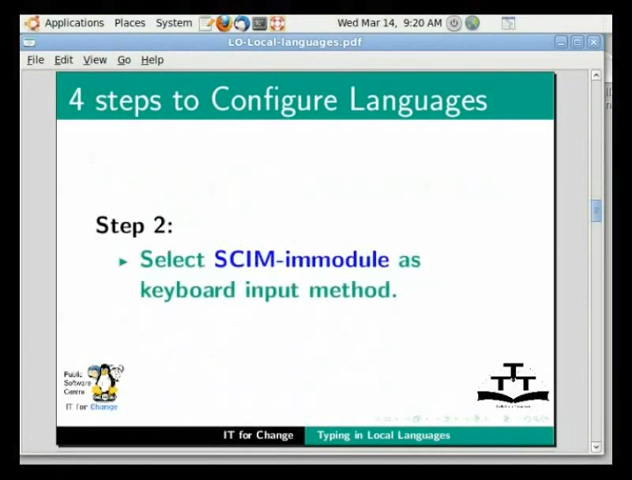 Applications Places System Wed Mar 14, 9:20 AM
LO-Local-languages.pdf
File Edit View Go Help
4 steps to Configure Languages
Step 2:
Select SCIM-immodule as
keyboard input method.
Public
Software
Centre
IT for Change
TTT
IT for Change Typing in Local Languages